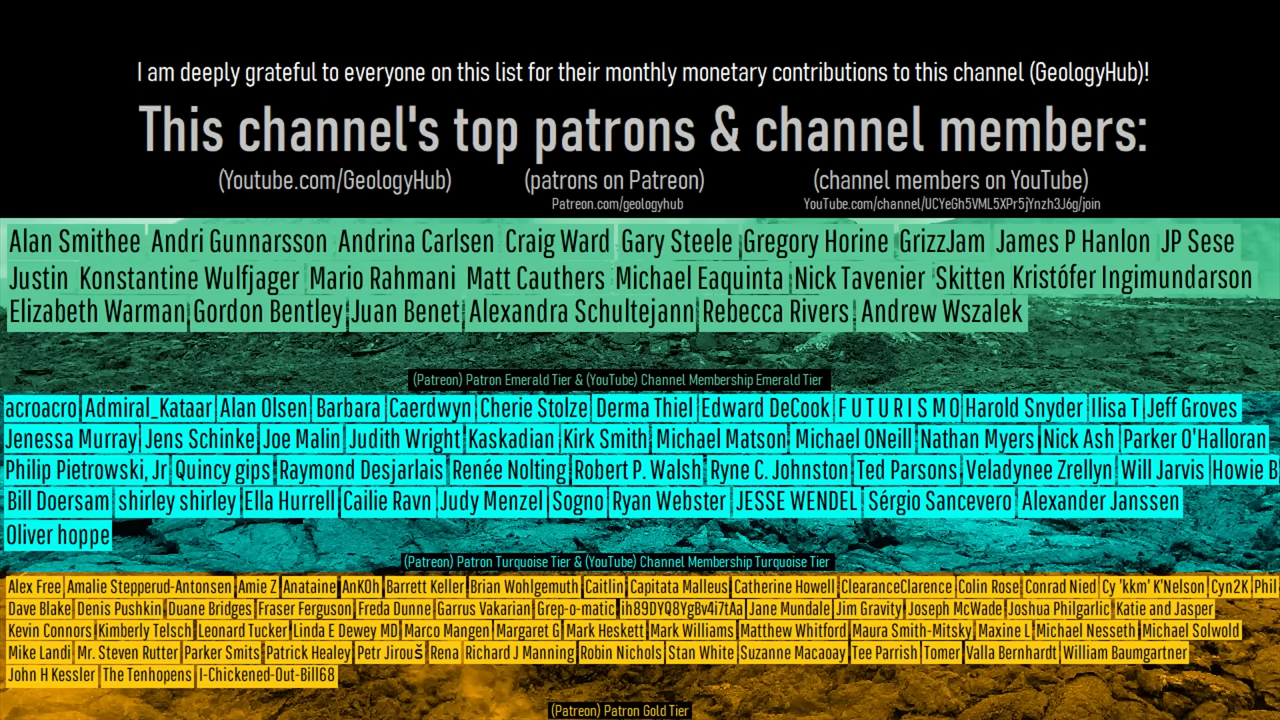 I am deeply grateful to everyone on this list for their monthly monetary contributions to this channel (GeologyHub)!
This channel's top patrons & channel members:
(Youtube.com/GeologyHub) (patrons on Patreon) (channel members on YouTube)
Patreon.com/geologyhub YouTube.com/channel/UCYeGh5VML5XPr5jYnzh3J6g/join
Alan Smithee Andri Gunnarsson Andrina Carlsen Craig Ward Gary Steele Gregory Horine GrizzJam James P Hanlon JP Sese
Justin Konstantine Wulfjager Mario Rahmani Matt Cauthers Michael Eaquinta Nick Tavenier Skitten Kristófer Ingimundarson
Elizabeth Warman Gordon Bentley Juan Benet Alexandra Schultejann Rebecca Rivers Andrew Wszalek
(Patreon) Patron Emerald Tier & (YouTube) Channel Membership Emerald Tier
acroacro Admiral_Kataar Alan Olsen Barbara Caerdwyn Cherie Stolze Derma Thiel Edward DeCook F U T U R I S M O Harold Snyder Ilisa T Jeff Groves
Jenessa Murray Jens Schinke Joe Malin Judith Wright Kaskadian Kirk Smith Michael Matson Michael ONeill Nathan Myers Nick Ash Parker O'Halloran
Philip Pietrowski, Jr Quincy gips Raymond Desjarlais Renée Nolting Robert P. Walsh Ryne C. Johnston Ted Parsons Veladynee Zrellyn Will Jarvis Howie B
Bill Doersam shirley shirley Ella Hurrell Cailie Ravn Judy Menzel Sogno Ryan Webster JESSE WENDEL Sérgio Sancevero Alexander Janssen
Oliver hoppe
(Patreon) Patron Turquoise Tier & (YouTube) Channel Membership Turquoise Tier
Alex Free Amalie Stepperud-Antonsen Amie Z Anataine AnKOh Barrett Keller Brian Wohlgemuth Caitlin Capitata Malleus Catherine Howell ClearanceClarence Colin Rose Conrad Nied Cy 'kkm' K'Nelson Cyn2K Phil
Dave Blake Denis Pushkin Duane Bridges Fraser Ferguson Freda Dunne Garrus Vakarian Grep-o-matic ih89DYQ8YgBv4i7tAa Jane Mundale Jim Gravity Joseph McWade Joshua Philgarlic Katie and Jasper
Kevin Connors Kimberly Telsch Leonard Tucker Linda E Dewey MD Marco Mangen Margaret G Mark Heskett Mark Williams Matthew Whitford Maura Smith-Mitsky Maxine L Michael Nesseth Michael Solwold
Mike Landi Mr. Steven Rutter Parker Smits Patrick Healey Petr Jirouš Rena Richard J Manning Robin Nichols Stan White Suzanne Macaoay Tee Parrish Tomer Valla Bernhardt William Baumgartner
John H Kessler The Tenhopens I-Chickened-Out-Bill68
(Patreon) Patron Gold Tier